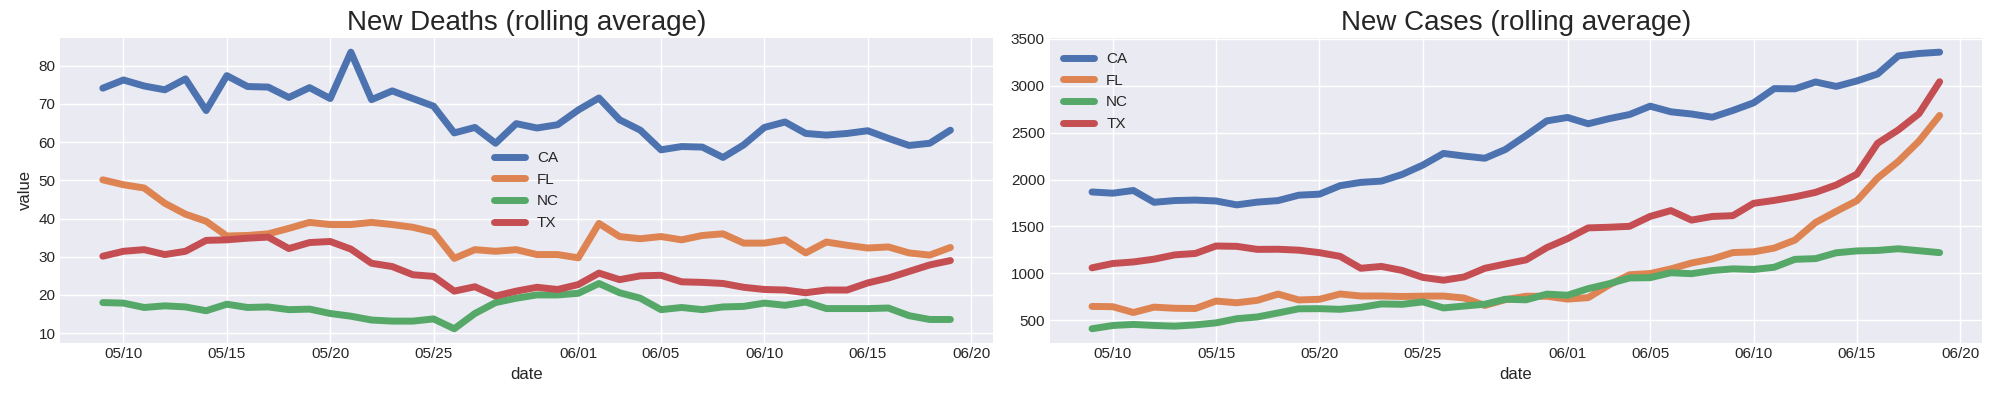 New Deaths (rolling average)
value
80
70
60
50
40
30
20
10
CA
FL
NC
TX
05/10 05/15 05/20 05/25 06/01 06/05 06/10 06/15 06/20
date
New Cases (rolling average)
3500
3000
2500
2000
1500
1000
500
CA
FL
NC
TX
05/10 05/15 05/20 05/25 06/01 06/05 06/10 06/15 06/20
date